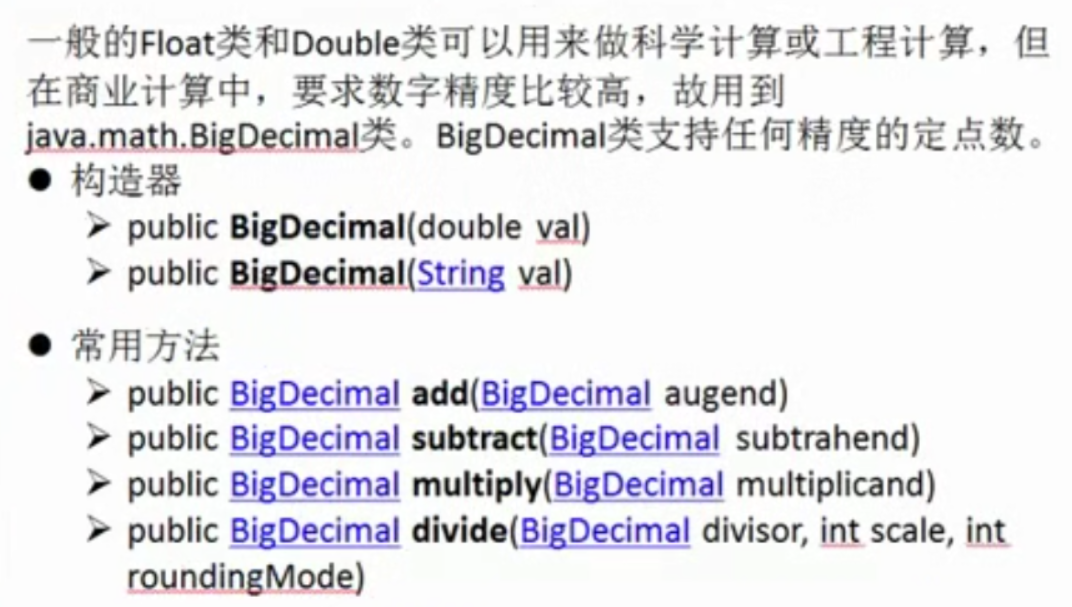 一般的Float类和Double类可以用来做科学计算或工程计算，但
在商业计算中，要求数字精度比较高，故用到
java.math.BigDecimal类。BigDecimal类支持任何精度的定点数。
● 构造器
➢ public BigDecimal(double val)
➢ public BigDecimal(String val)
● 常用方法
➢ public BigDecimal add(BigDecimal augend)
➢ public BigDecimal subtract(BigDecimal subtrahend)
➢ public BigDecimal multiply(BigDecimal multiplicand)
➢ public BigDecimal divide(BigDecimal divisor, int scale, int
roundingMode)